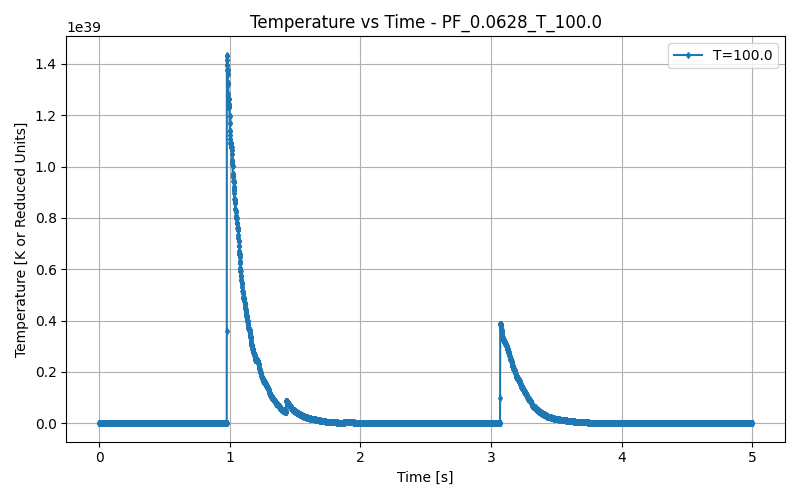 Temperature vs Time - PF_0.0628_T_100.0
1e39
T=100.0
1.4
1.2
1.0
0.8
0.6
0.4
0.2
0.0
Temperature [K or Reduced Units]
0 1 2 3 4 5
Time [s]